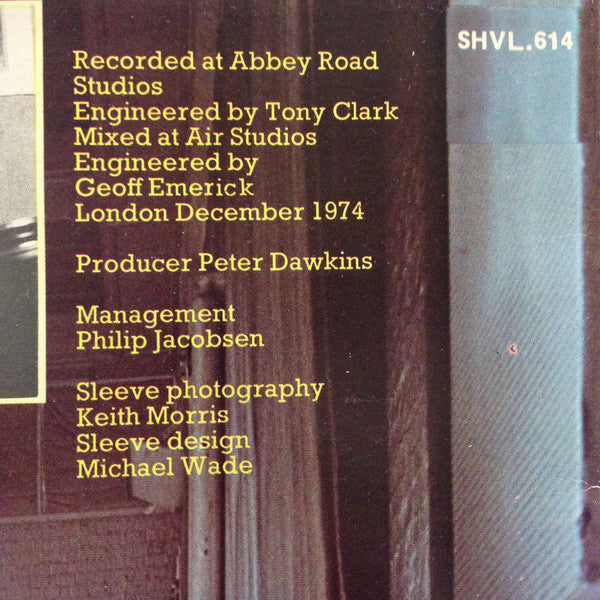 SHVL.614
Recorded at Abbey Road
Studios
Engineered by Tony Clark
Mixed at Air Studios
Engineered by
Geoff Emerick
London December 1974
Producer Peter Dawkins
Management
Philip Jacobsen
Sleeve photography
Keith Morris
Sleeve design
Michael Wade